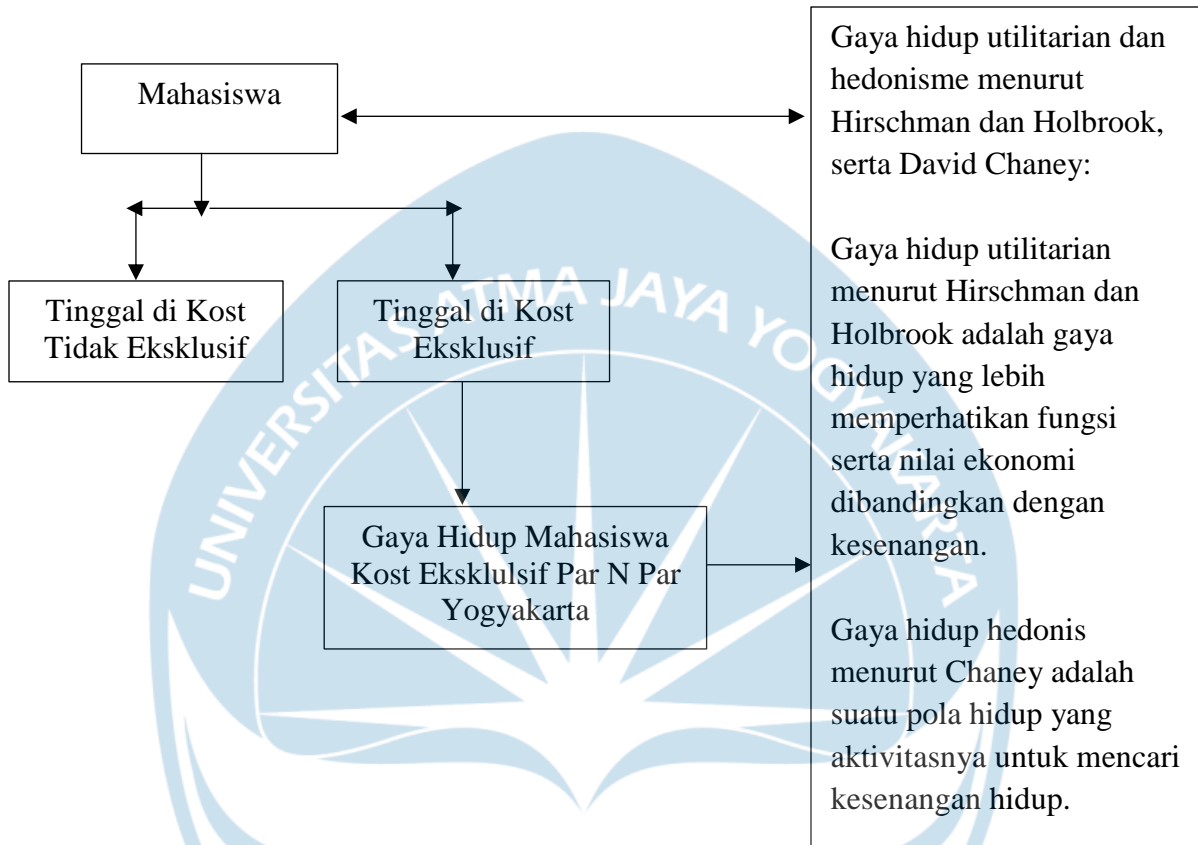 Mahasiswa
Tinggal di Kost
Tidak Eksklusif
Tinggal di Kost
Eksklusif
Gaya Hidup Mahasiswa
Kost Eksklulsif Par N Par
Yogyakarta
Gaya hidup utilitarian dan
hedonisme menurut
Hirschman dan Holbrook,
serta David Chaney:
Gaya hidup utilitarian
menurut Hirschman dan
Holbrook adalah gaya
hidup yang lebih
memperhatikan fungsi
serta nilai ekonomi
dibandingkan dengan
kesenangan.
Gaya hidup hedonis
menurut Chaney adalah
suatu pola hidup yang
aktivitasnya untuk mencari
kesenangan hidup.
UNIVERSITAS ATMA JAYA YOGYAKARTA